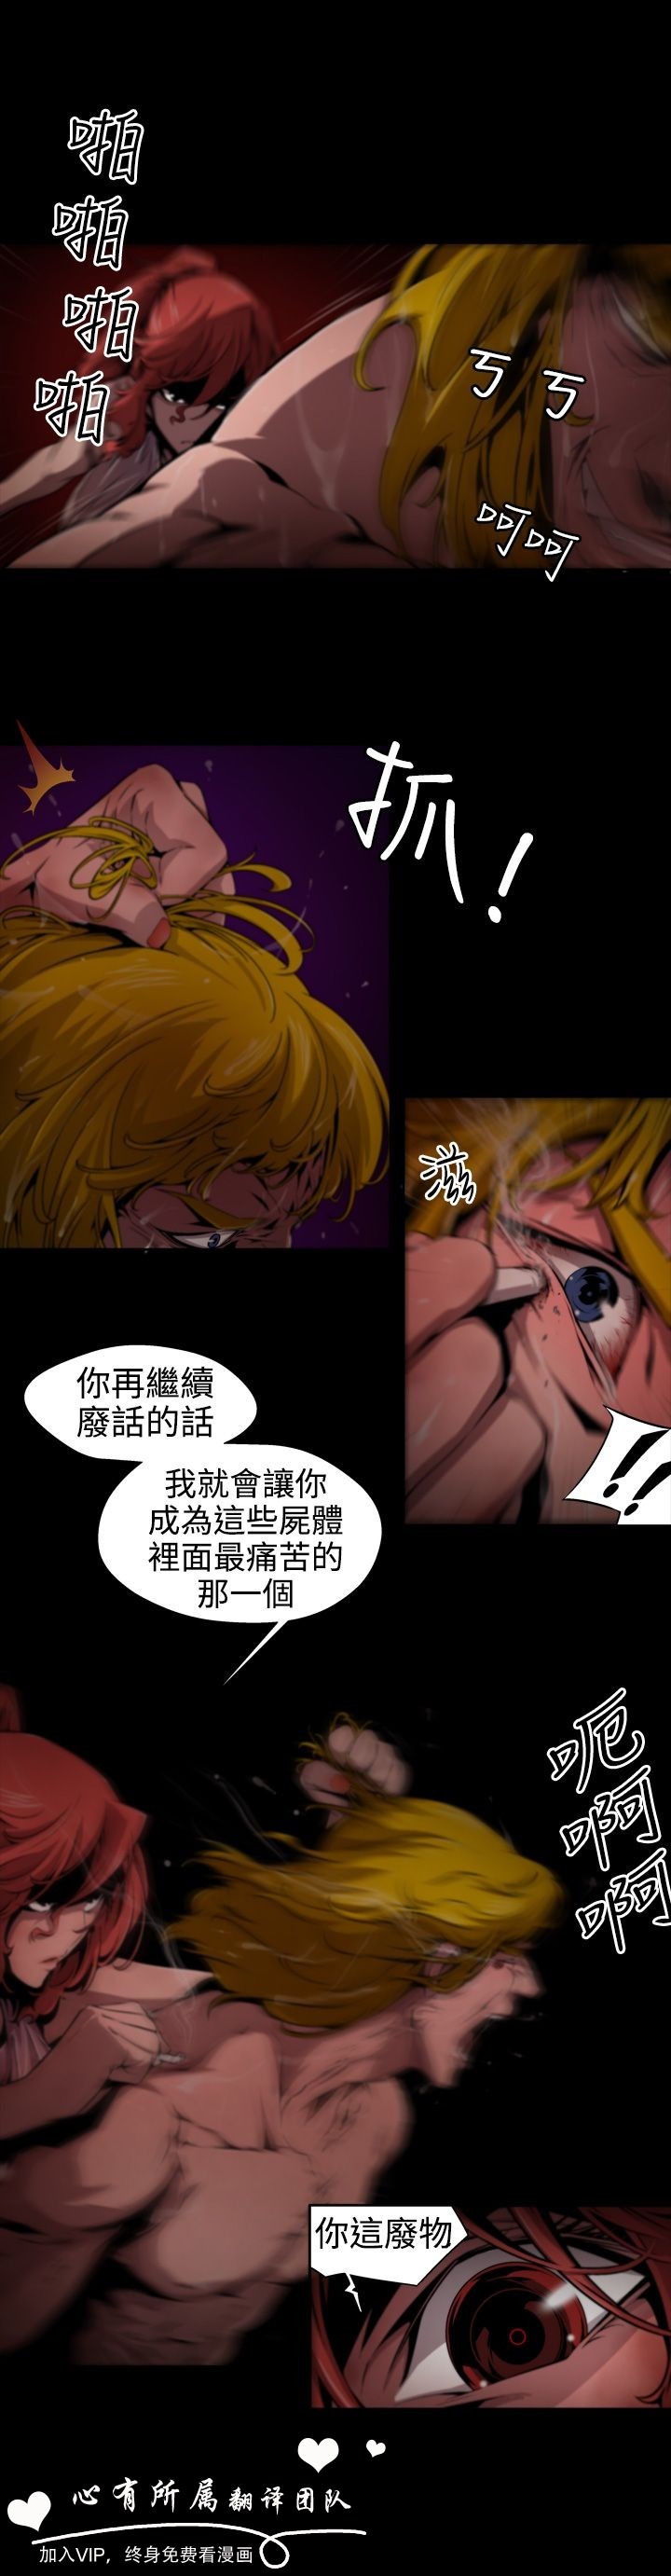 啪
啪
啪
啪
ㄎ ㄎ
呵呵
抓!
滋
!!
你再繼續
廢話的話
我就會讓你
成為這些屍體
裡面最痛苦的
那一個
呃
啊
啊
你這廢物
心有所属翻译团队
加入VIP，终身免费看漫画